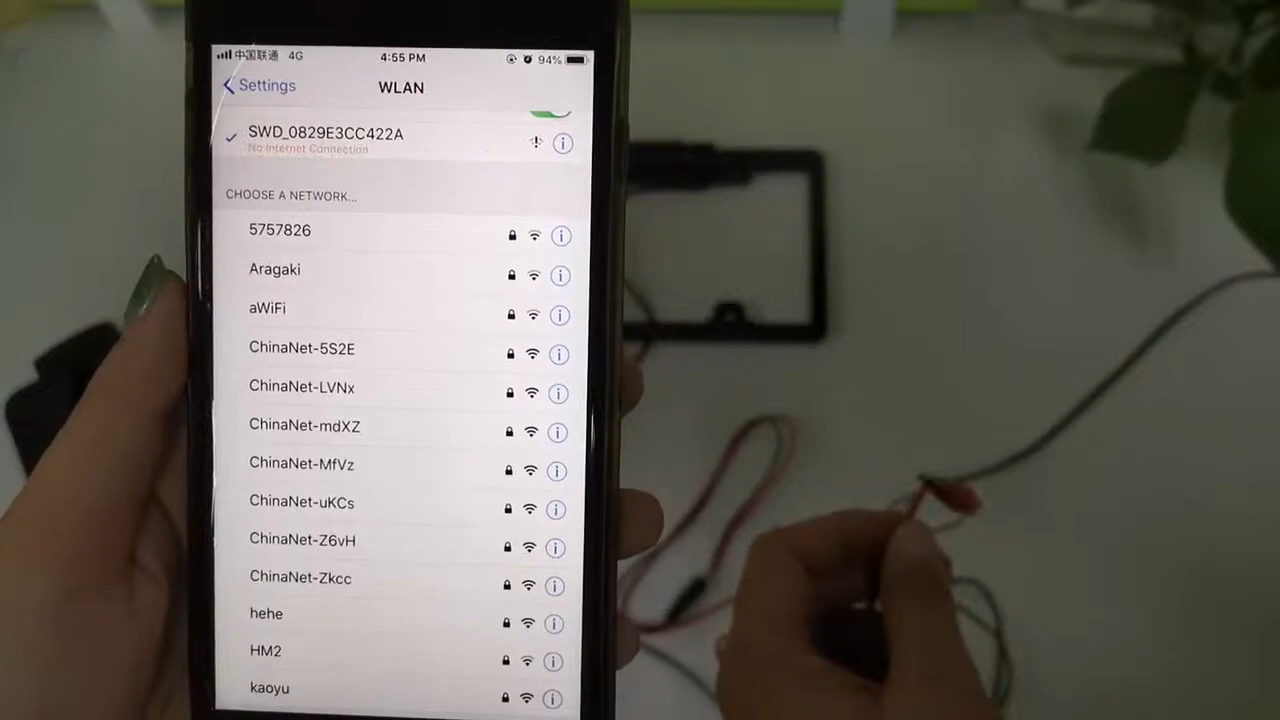 中国联通 4G 4:55 PM 94%
Settings WLAN
SWD_0829E3CC422A
No Internet Connection
CHOOSE A NETWORK...
5757826
Aragaki
aWiFi
ChinaNet-5S2E
ChinaNet-LVNx
ChinaNet-mdXZ
ChinaNet-MfVz
ChinaNet-uKCs
ChinaNet-Z6vH
ChinaNet-Zkcc
hehe
HM2
kaoyu